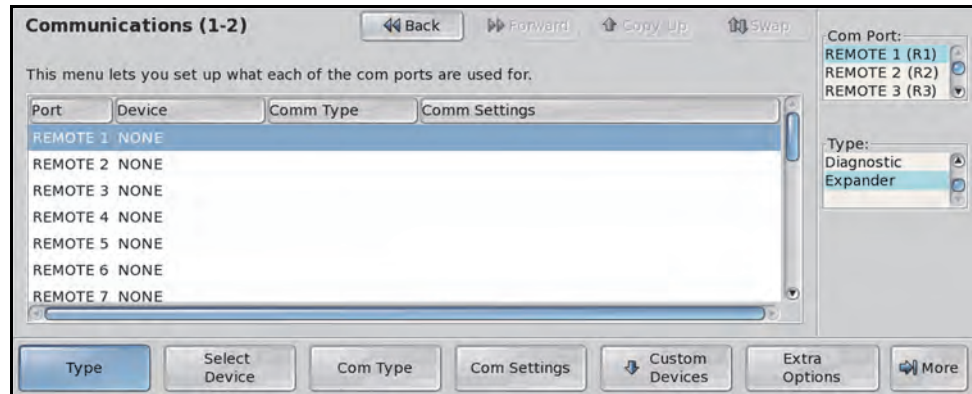 Communications (1-2) Back Forward Copy Up Swap
This menu lets you set up what each of the com ports are used for.
Port Device Comm Type Comm Settings
REMOTE 1 NONE
REMOTE 2 NONE
REMOTE 3 NONE
REMOTE 4 NONE
REMOTE 5 NONE
REMOTE 6 NONE
REMOTE 7 NONE
Com Port:
REMOTE 1 (R1)
REMOTE 2 (R2)
REMOTE 3 (R3)
Type:
Diagnostic
Expander
Type
Select
Device
Com Type
Com Settings
Custom
Devices
Extra
Options
More